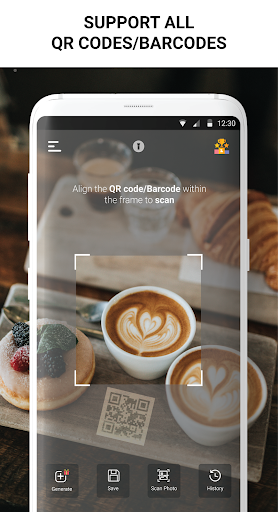 SUPPORT ALL
QR CODES/BARCODES
12:30
Align the QR code/Barcode within
the frame to scan
Generate
Save
Scan Photo
History